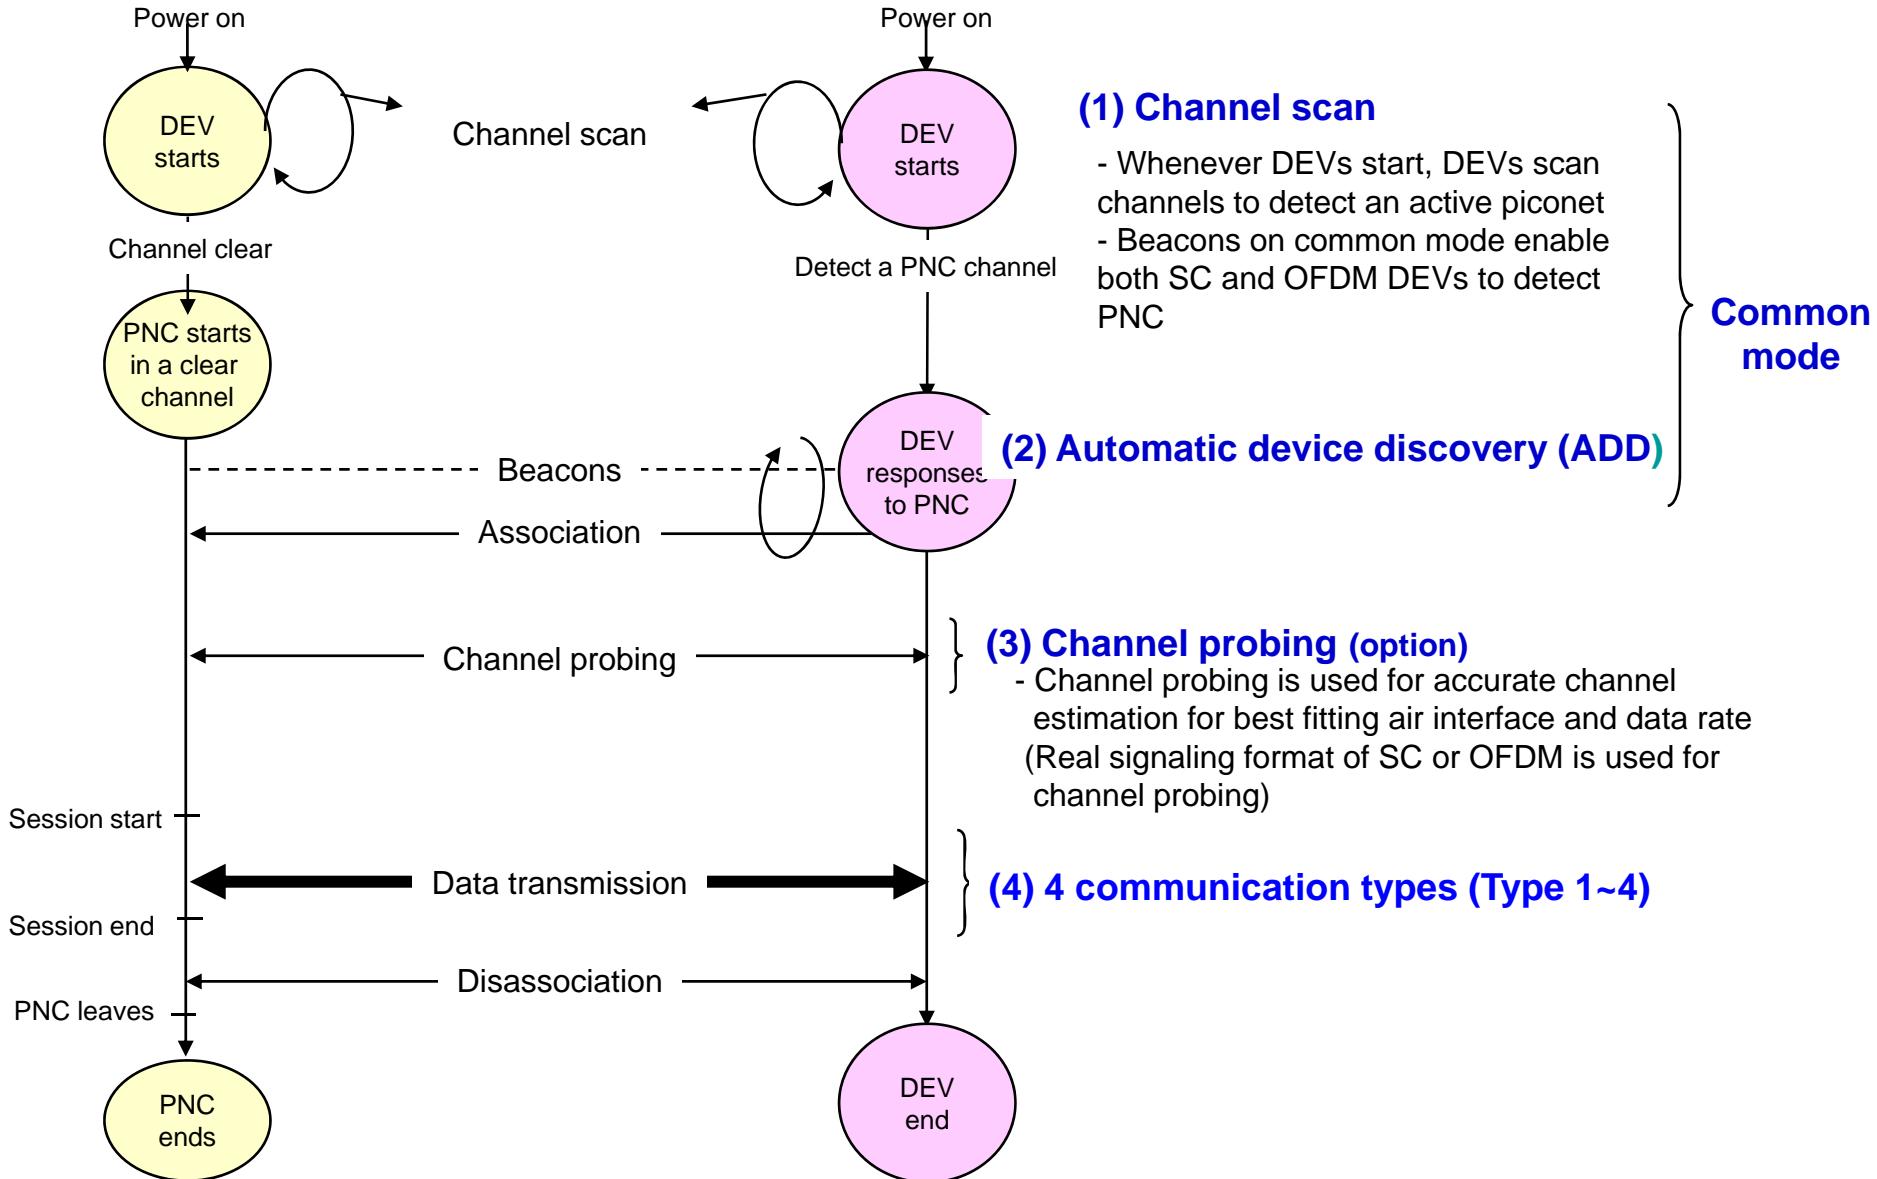 Power on
Power on
DEV
starts
Channel scan
DEV
starts
(1) Channel scan
- Whenever DEVs start, DEVs scan
channels to detect an active piconet
- Beacons on common mode enable
both SC and OFDM DEVs to detect
PNC
Common
mode
Channel clear
Detect a PNC channel
PNC starts
in a clear
channel
DEV
responses
to PNC
(2) Automatic device discovery (ADD)
Beacons
Association
Channel probing
(3) Channel probing (option)
- Channel probing is used for accurate channel
estimation for best fitting air interface and data rate
(Real signaling format of SC or OFDM is used for
channel probing)
Session start
Data transmission
(4) 4 communication types (Type 1~4)
Session end
Disassociation
PNC leaves
PNC
ends
DEV
end